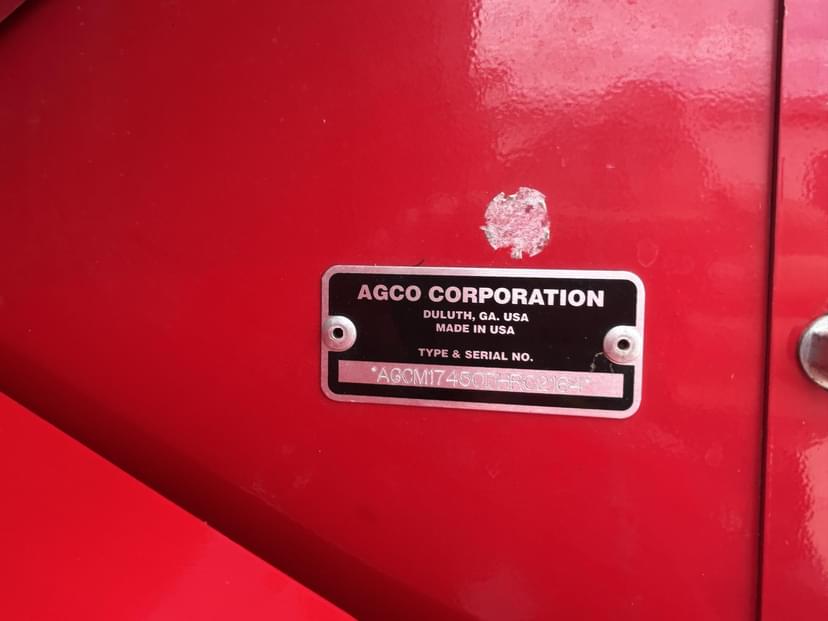 AGCO CORPORATION
DULUTH, GA. USA
MADE IN USA
TYPE & SERIAL NO.